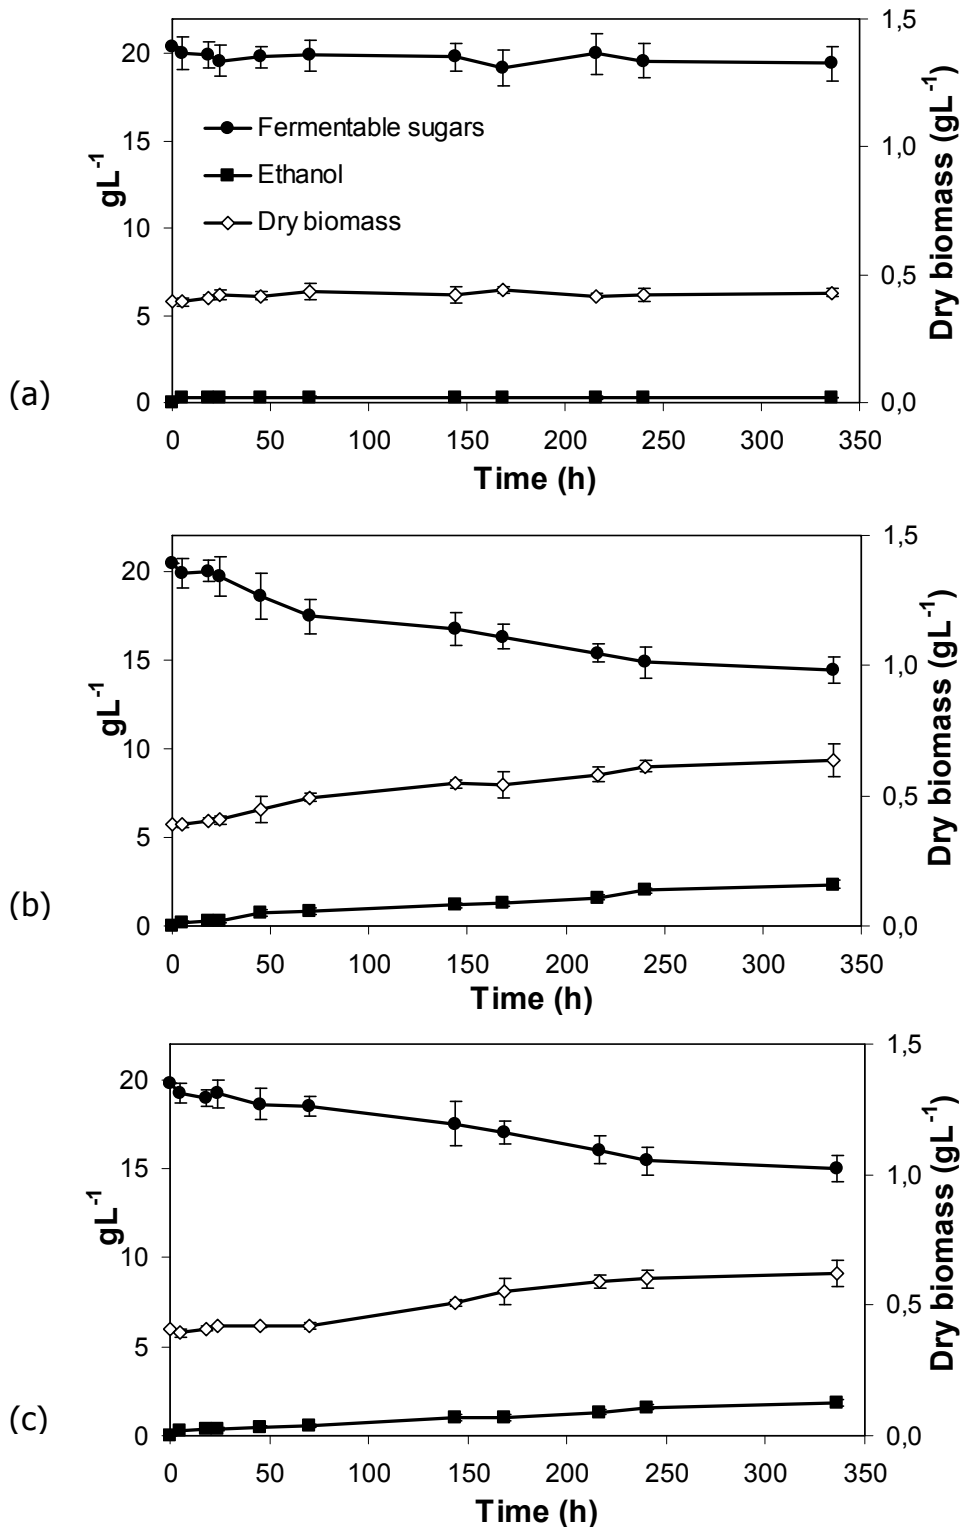 (a)
gL⁻¹
20
15
10
5
0
Fermentable sugars
Ethanol
Dry biomass
1,5
1,0
0,5
0,0
Dry biomass (gL⁻¹)
0 50 100 150 200 250 300 350
Time (h)
(b)
gL⁻¹
20
15
10
5
0
1,5
1,0
0,5
0,0
Dry biomass (gL⁻¹)
0 50 100 150 200 250 300 350
Time (h)
(c)
gL⁻¹
20
15
10
5
0
1,5
1,0
0,5
0,0
Dry biomass (gL⁻¹)
0 50 100 150 200 250 300 350
Time (h)